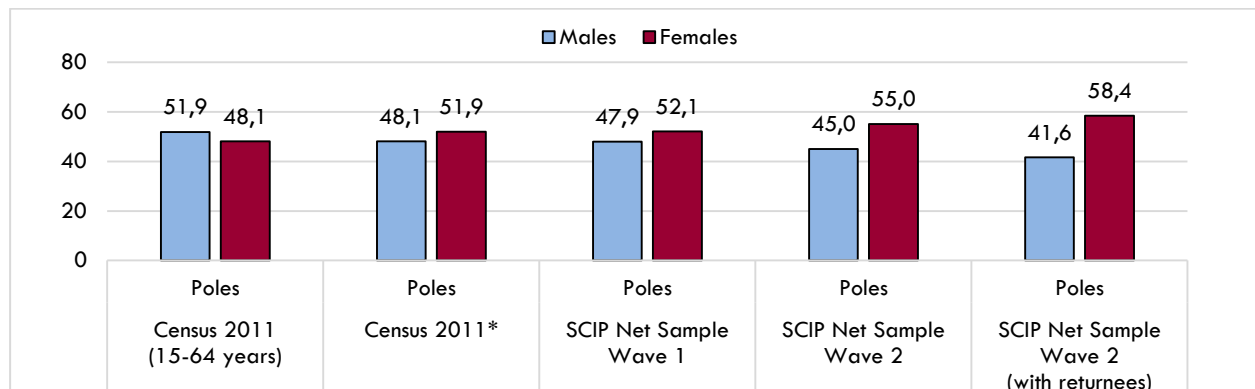 Males Females
80
60
40
20
0
51,9 48,1
48,1 51,9
47,9 52,1
45,0 55,0
41,6 58,4
Poles
Census 2011
(15-64 years)
Poles
Census 2011*
Poles
SCIP Net Sample
Wave 1
Poles
SCIP Net Sample
Wave 2
Poles
SCIP Net Sample
Wave 2
(with returnees)